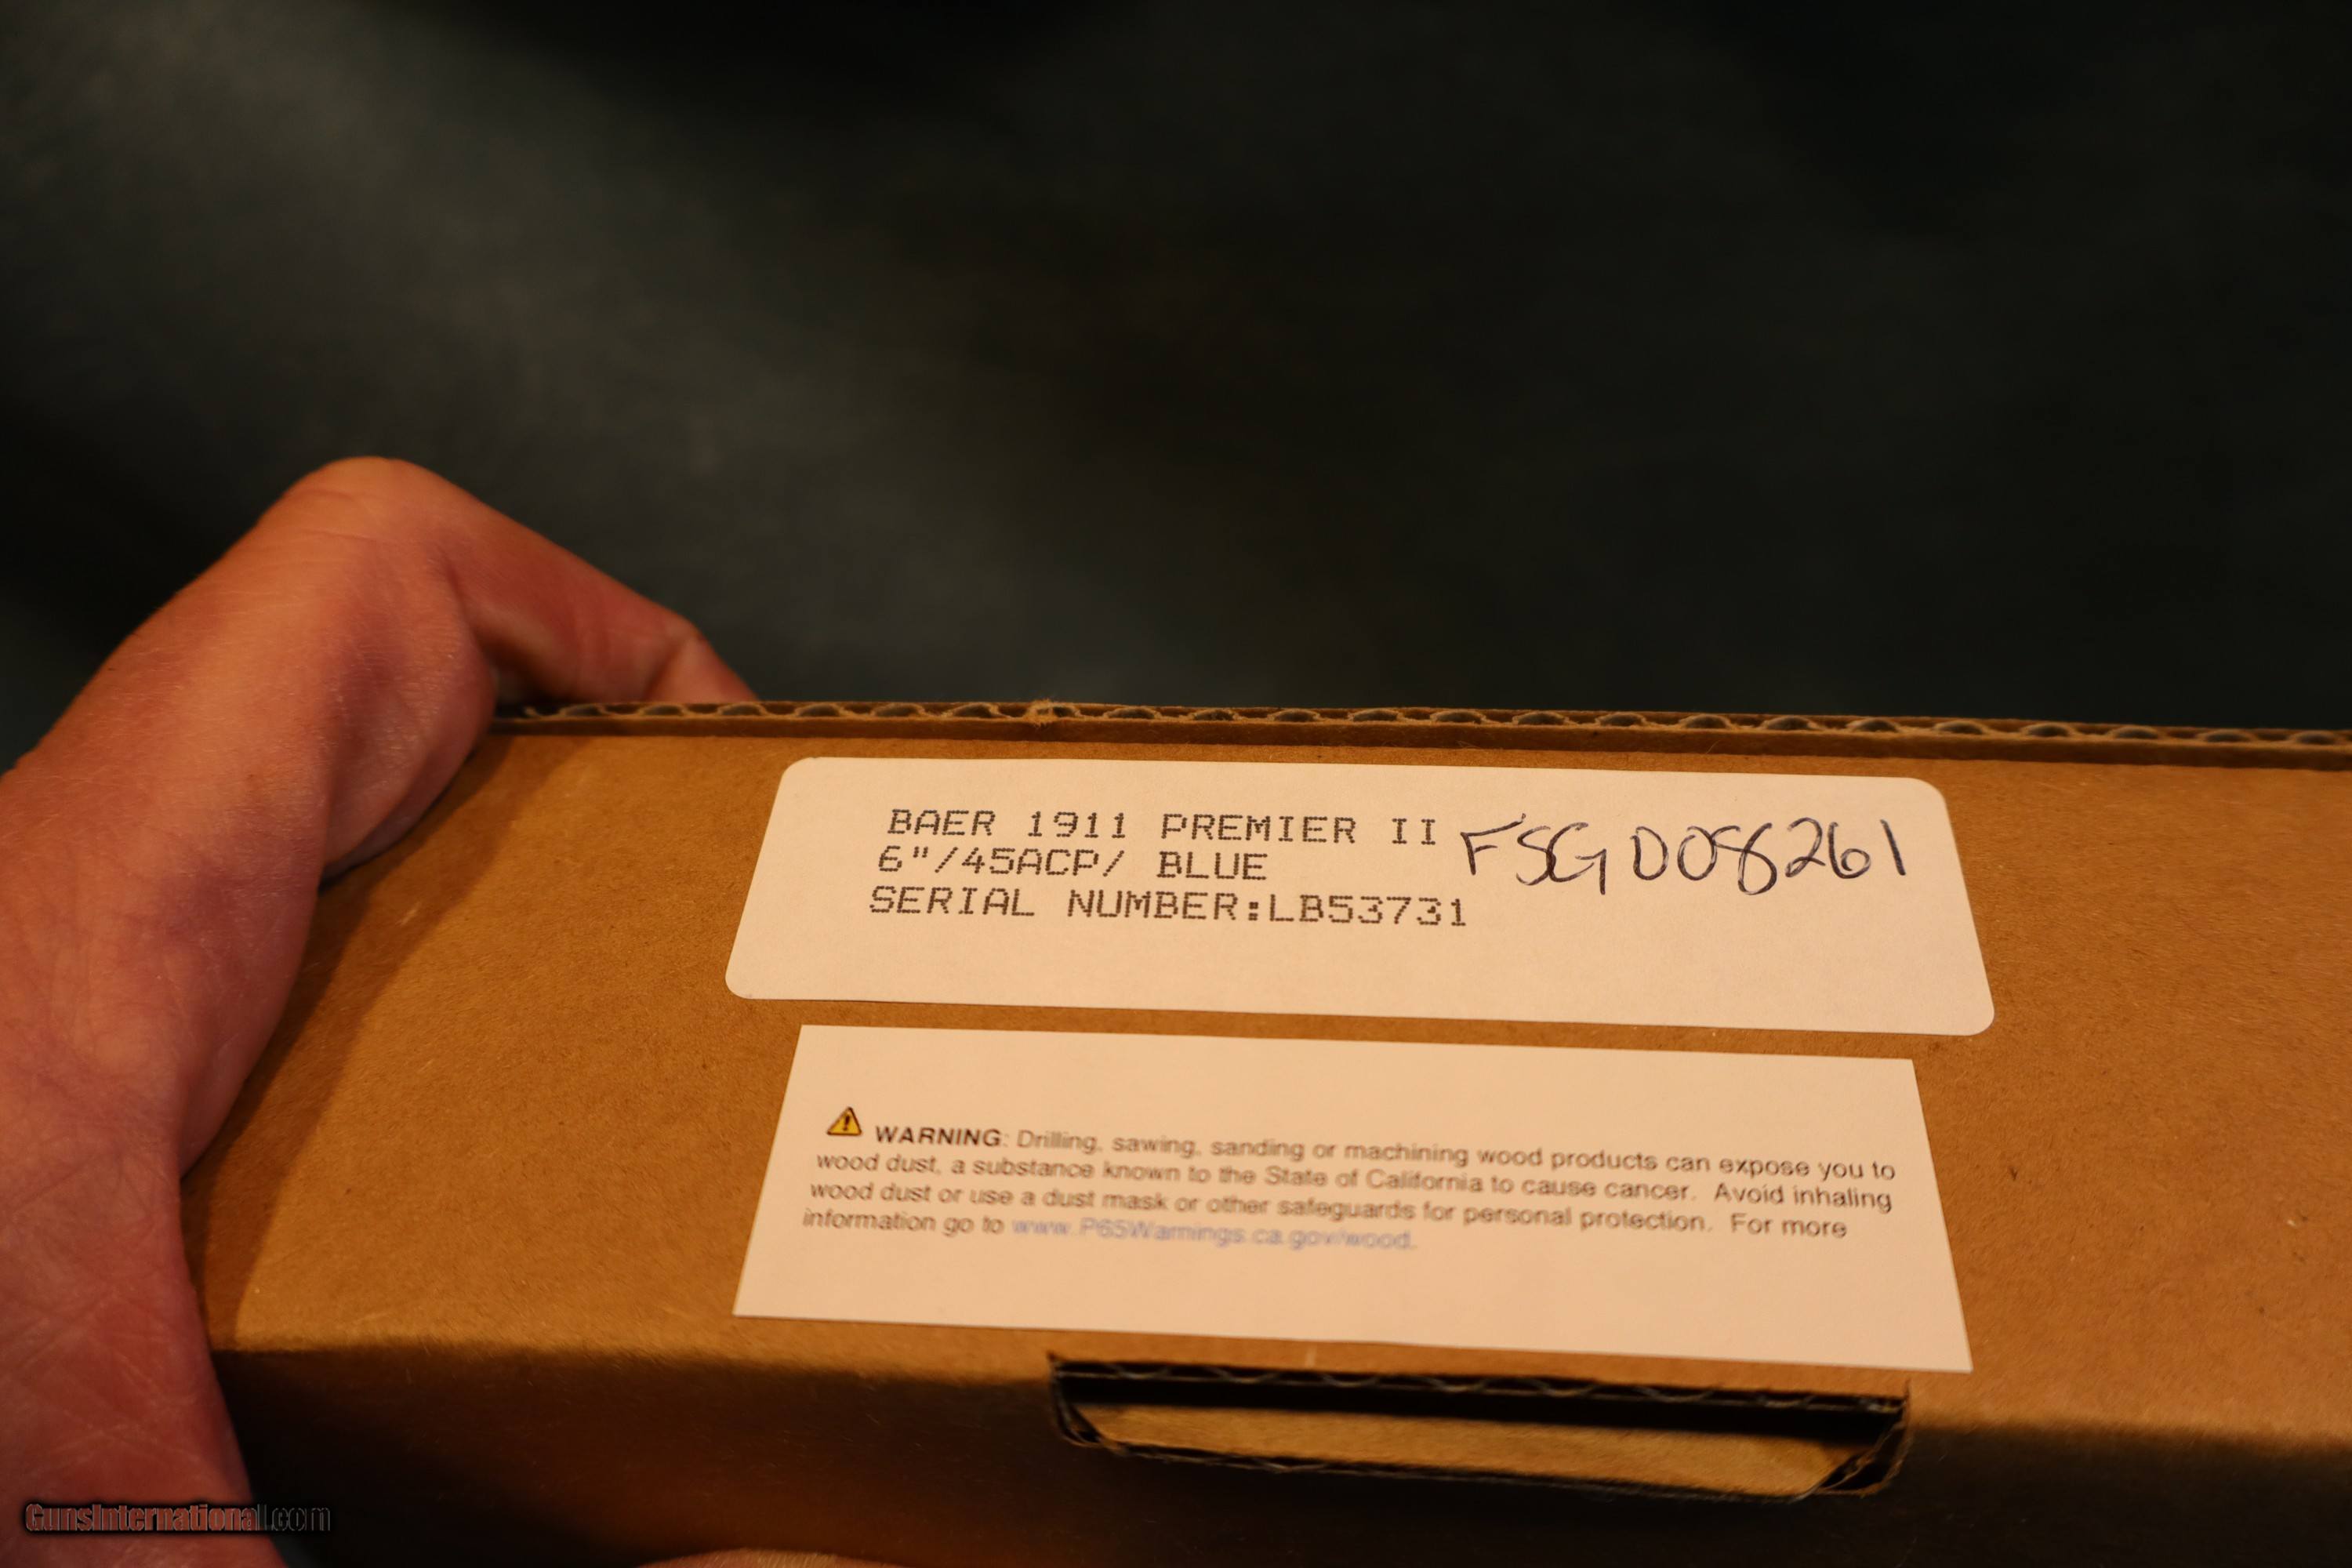 BAER 1911 PREMIER II FSG D08261
6"/45ACP/ BLUE
SERIAL NUMBER:LB53731
WARNING: Drilling, sawing, sanding or machining wood products can expose you to
wood dust, a substance known to the State of California to cause cancer. Avoid inhaling
wood dust or use a dust mask or other safeguards for personal protection. For more
information go to www.P65Warnings.ca.gov/wood.
GunsInternational.com